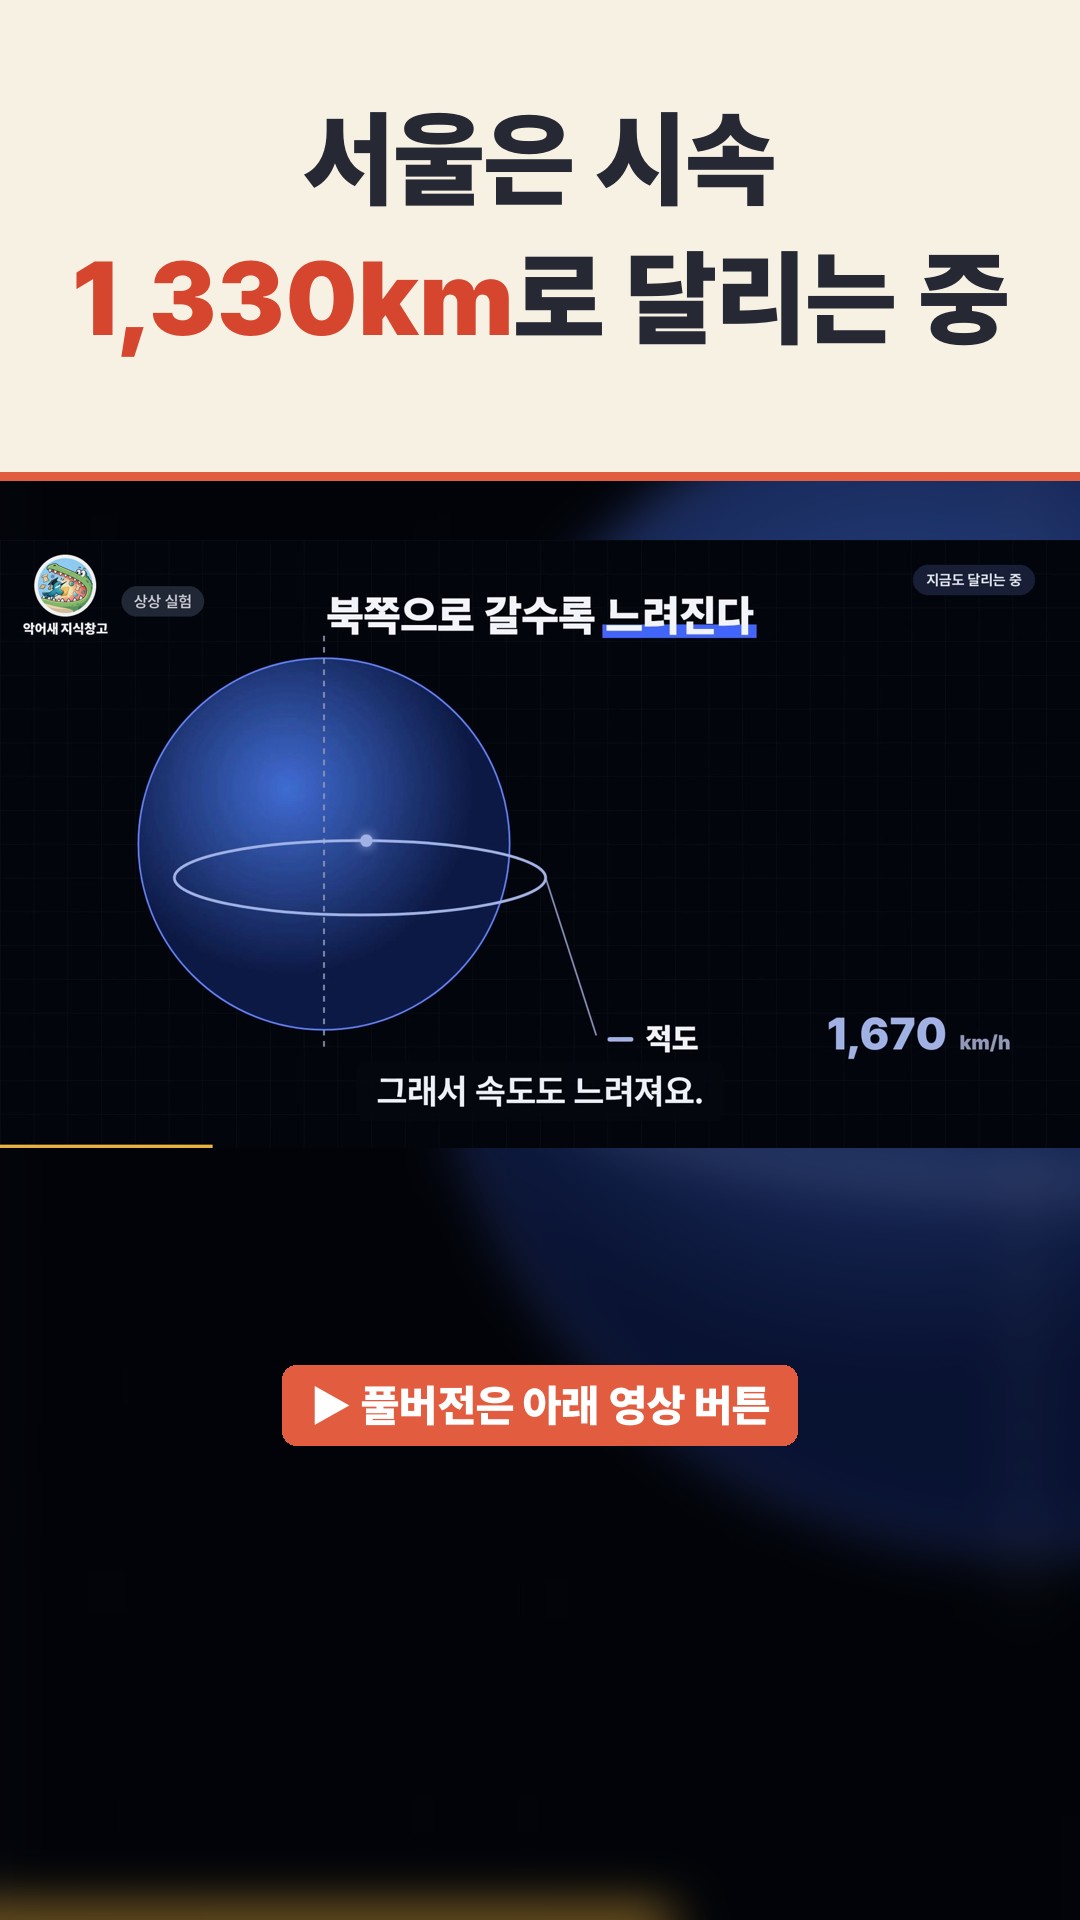 서울은 시속
1,330km로 달리는 중
악어새 지식창고
상상 실험
지금도 달리는 중
북쪽으로 갈수록 느려진다
적도
1,670 km/h
그래서 속도도 느려져요.
▶ 풀버전은 아래 영상 버튼